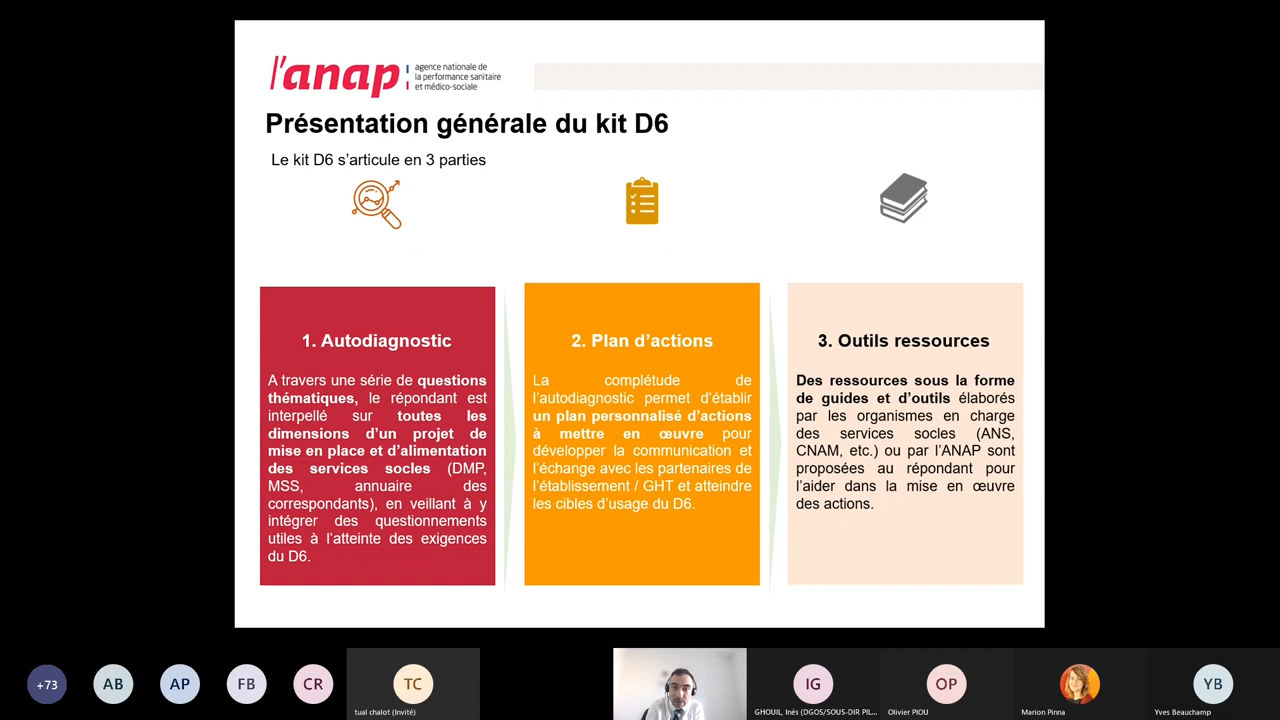 l'anap
agence nationale de
la performance sanitaire
et médico-sociale
Présentation générale du kit D6
Le kit D6 s'articule en 3 parties
1. Autodiagnostic
A travers une série de questions
thématiques, le répondant est
interpellé sur toutes les
dimensions d'un projet de
mise en place et d'alimentation
des services socles (DMP,
MSS, annuaire des
correspondants), en veillant à y
intégrer des questionnements
utiles à l'atteinte des exigences
du D6.
2. Plan d'actions
La complétude de
l'autodiagnostic permet d'établir
un plan personnalisé d'actions
à mettre en œuvre pour
développer la communication et
l'échange avec les partenaires de
l'établissement / GHT et atteindre
les cibles d'usage du D6.
3. Outils ressources
Des ressources sous la forme
de guides et d'outils élaborés
par les organismes en charge
des services socles (ANS,
CNAM, etc.) ou par l'ANAP sont
proposées au répondant pour
l'aider dans la mise en œuvre
des actions.
+73
AB
AP
FB
CR
TC
tual chalot (Invité)
IG
GHOUIL, Inès (DGOS/SOUS-DIR PIL...
OP
Olivier PIOU
Marion Pinna
YB
Yves Beauchamp